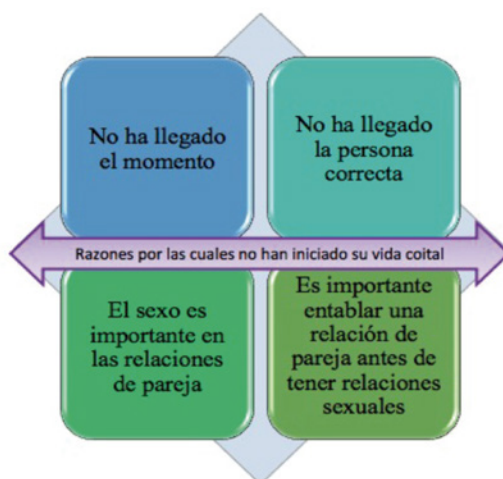 No ha llegado
el momento
No ha llegado
la persona
correcta
Razones por las cuales no han iniciado su vida coital
El sexo es
importante en
las relaciones
de pareja
Es importante
entablar una
relación de
pareja antes de
tener relaciones
sexuales